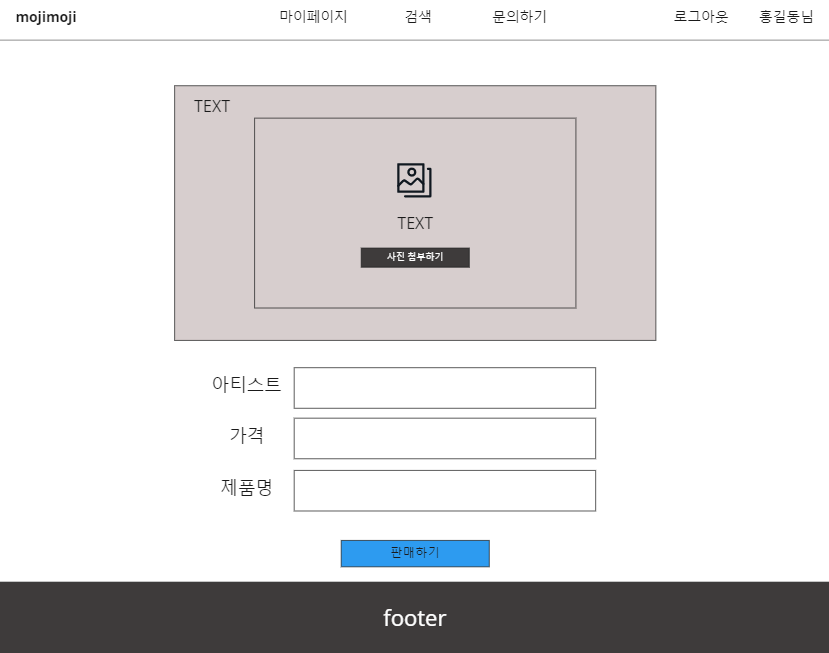 mojimoji 마이페이지 검색 문의하기 로그아웃 홍길동님
TEXT
TEXT
사진 첨부하기
아티스트
가격
제품명
판매하기
footer